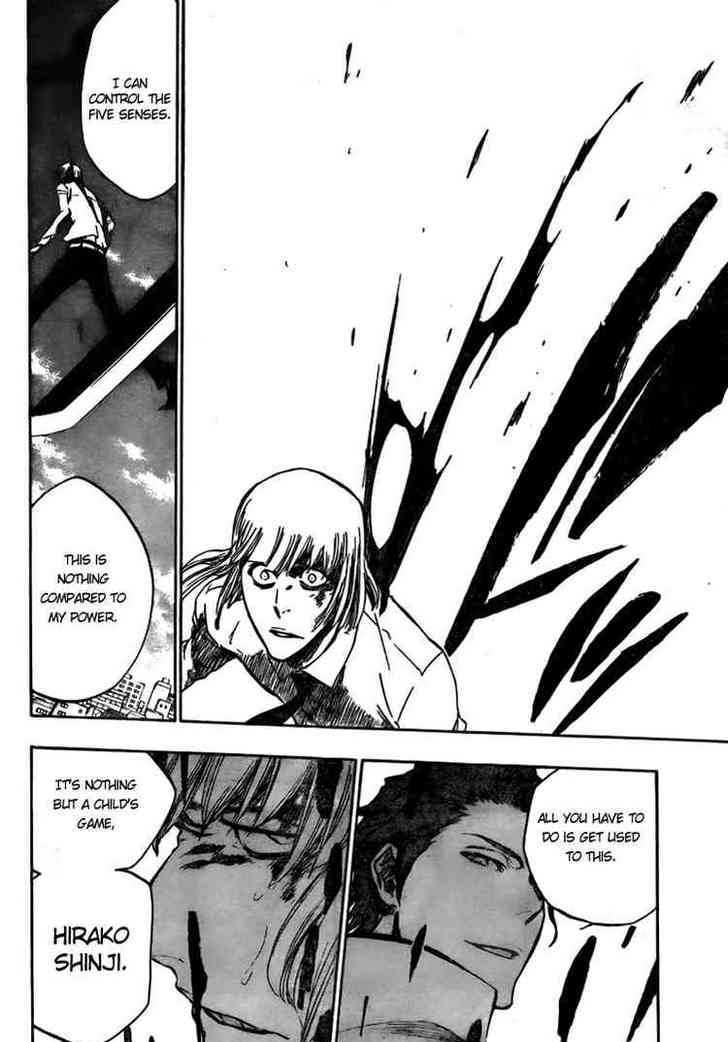 I CAN
CONTROL THE
FIVE SENSES.
THIS IS
NOTHING
COMPARED TO
MY POWER.
ALL YOU HAVE TO
DO IS GET USED
TO THIS.
IT'S NOTHING
BUT A CHILD'S
GAME,
HIRAKO
SHINJI.